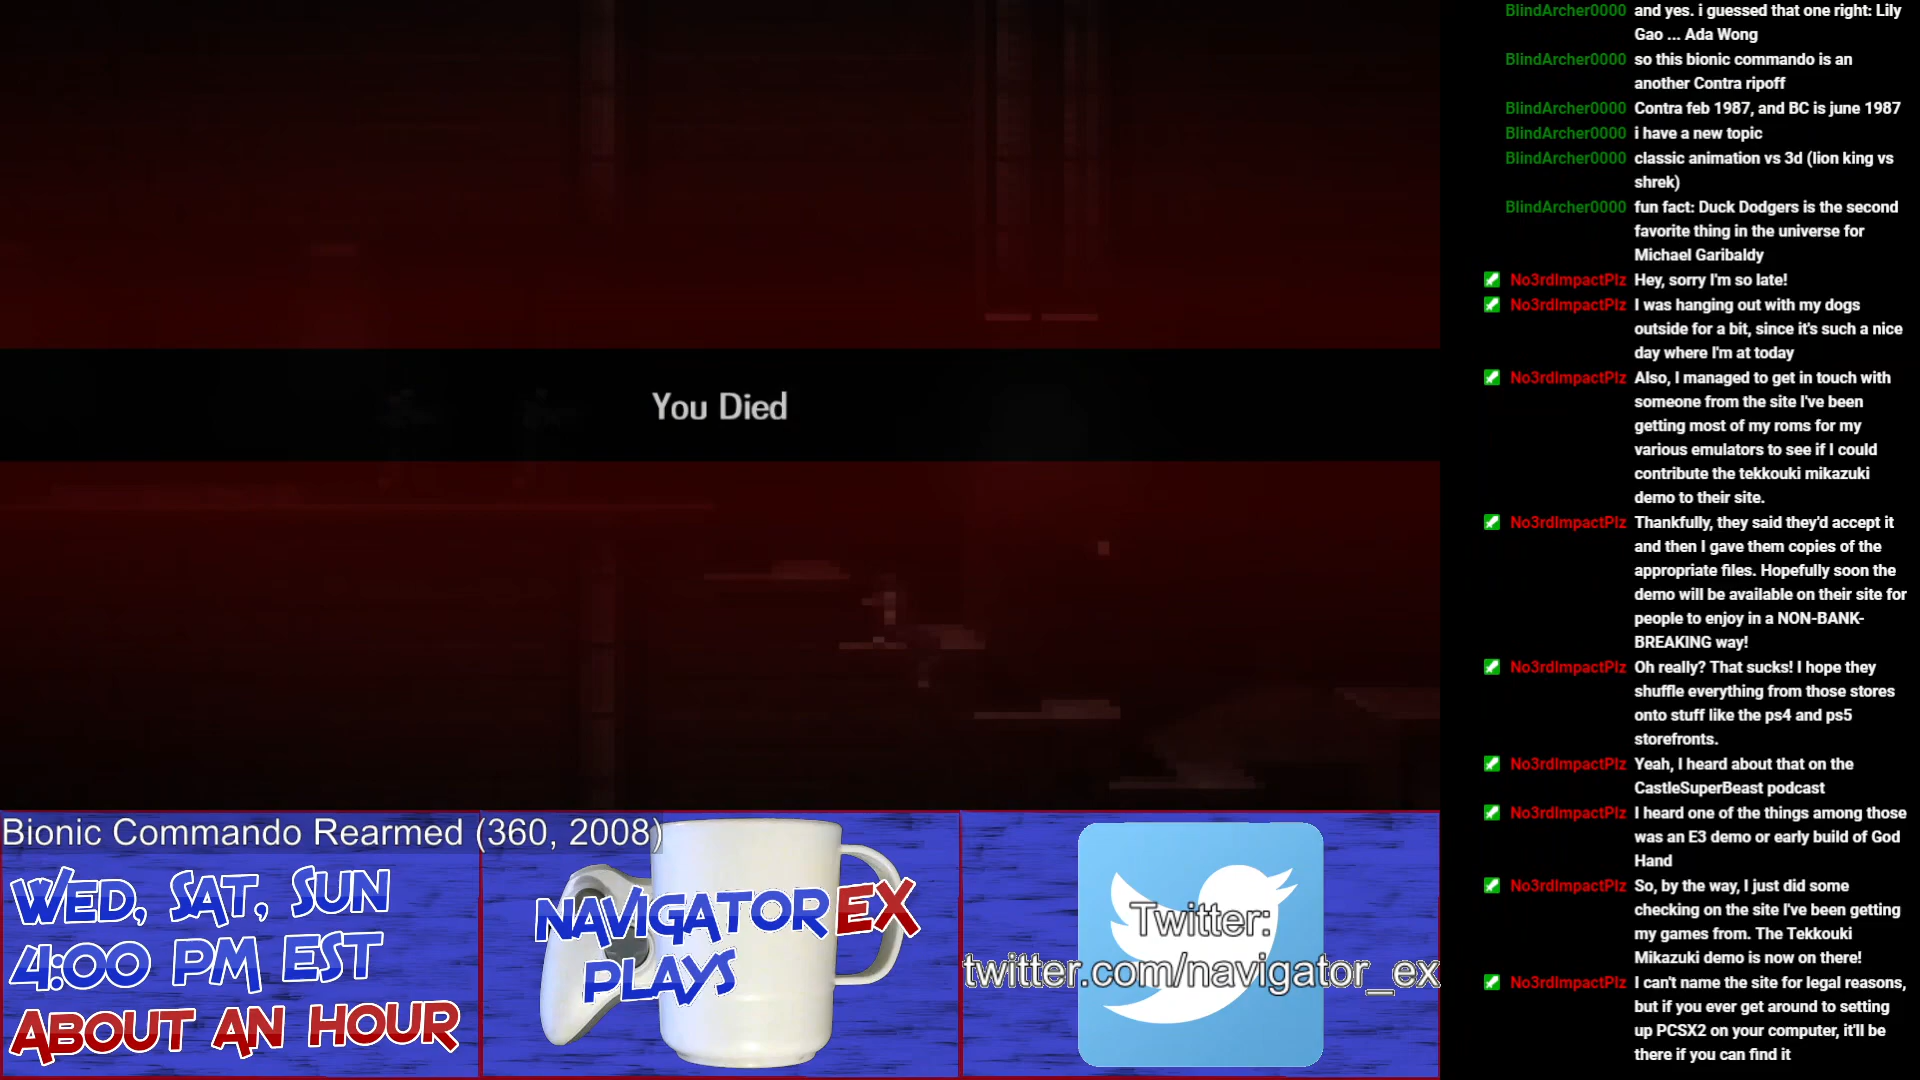 You Died
Bionic Commando Rearmed (360, 2008)
WED, SAT, SUN
4:00 PM EST
ABOUT AN HOUR
NAVIGATOR EX
PLAYS
Twitter:
twitter.com/navigator_ex
BlindArcher0000 and yes. i guessed that one right: Lily
Gao ... Ada Wong
BlindArcher0000 so this bionic commando is an
another Contra ripoff
BlindArcher0000 Contra feb 1987, and BC is june 1987
BlindArcher0000 i have a new topic
BlindArcher0000 classic animation vs 3d (lion king vs
shrek)
BlindArcher0000 fun fact: Duck Dodgers is the second
favorite thing in the universe for
Michael Garibaldy
No3rdImpactPlz Hey, sorry I'm so late!
No3rdImpactPlz I was hanging out with my dogs
outside for a bit, since it's such a nice
day where I'm at today
No3rdImpactPlz Also, I managed to get in touch with
someone from the site I've been
getting most of my roms for my
various emulators to see if I could
contribute the tekkouki mikazuki
demo to their site.
No3rdImpactPlz Thankfully, they said they'd accept it
and then I gave them copies of the
appropriate files. Hopefully soon the
demo will be available on their site for
people to enjoy in a NON-BANK-
BREAKING way!
No3rdImpactPlz Oh really? That sucks! I hope they
shuffle everything from those stores
onto stuff like the ps4 and ps5
storefronts.
No3rdImpactPlz Yeah, I heard about that on the
CastleSuperBeast podcast
No3rdImpactPlz I heard one of the things among those
was an E3 demo or early build of God
Hand
No3rdImpactPlz So, by the way, I just did some
checking on the site I've been getting
my games from. The Tekkouki
Mikazuki demo is now on there!
No3rdImpactPlz I can't name the site for legal reasons,
but if you ever get around to setting
up PCSX2 on your computer, it'll be
there if you can find it